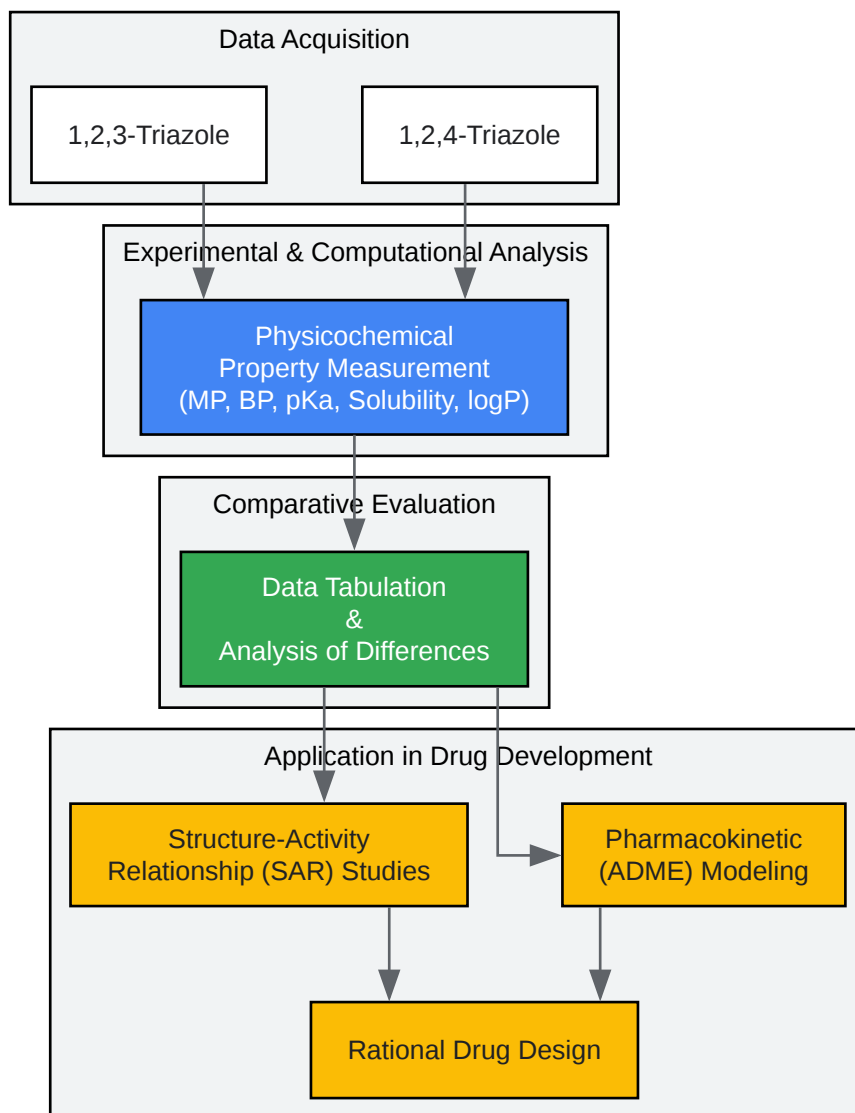 Data Acquisition
1,2,3-Triazole
1,2,4-Triazole
Experimental & Computational Analysis
Physicochemical
Property Measurement
(MP, BP, pKa, Solubility, logP)
Comparative Evaluation
Data Tabulation
&
Analysis of Differences
Application in Drug Development
Structure-Activity
Relationship (SAR) Studies
Pharmacokinetic
(ADME) Modeling
Rational Drug Design